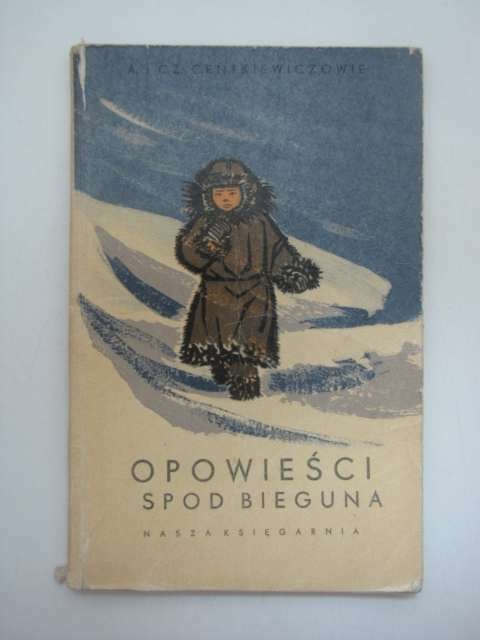 A. i CZ. CENTKIEWICZOWIE
OPOWIEŚCI
SPOD BIEGUNA
NASZA KSIĘGARNIA